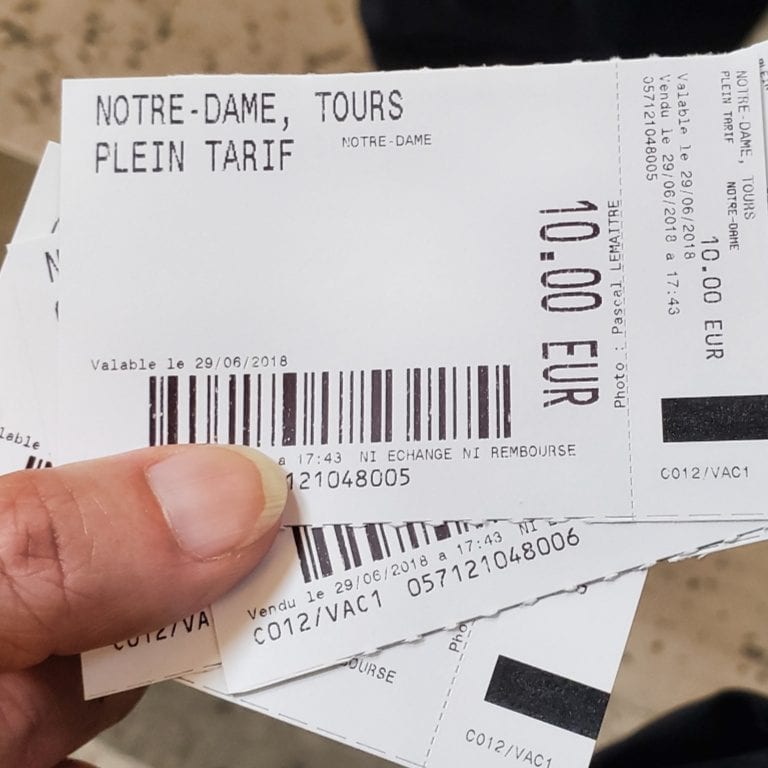 NOTRE-DAME, TOURS
PLEIN TARIF
NOTRE-DAME
10.00 EUR
Photo : Pascal LEMAITRE
Valable le 29/06/2018
a 17:43 NI ECHANGE NI REMBOURSE
121048005
NOTRE-DAME, TOURS
PLEIN TARIF NOTRE-DAME
10.00 EUR
Valable le 29/06/2018
Vendu le 29/06/2018 a 17:43
057121048005
C012/VAC1
Vendu le 29/06/2018 a 17:43 NI
C012/VAC1 057121048006
C012/VA
C012/VAC1